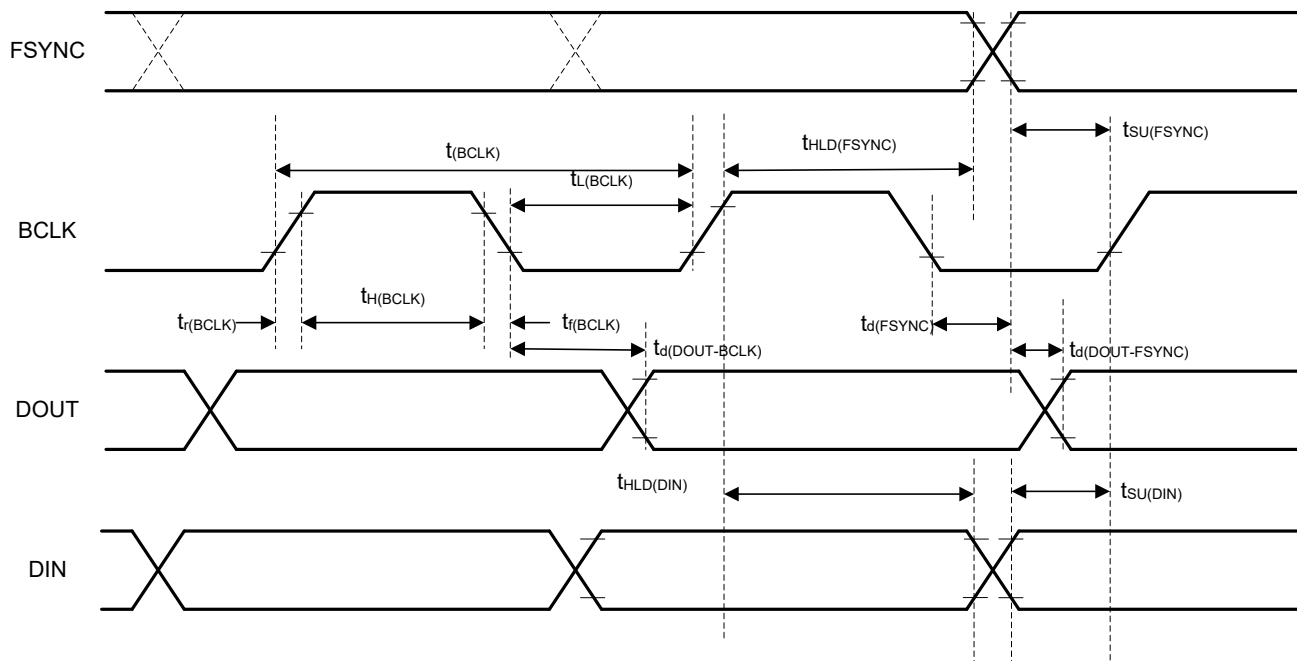 FSYNC
tSU(FSYNC)
tHLD(FSYNC)
t(BCLK)
tL(BCLK)
BCLK
tH(BCLK)
tr(BCLK)
tf(BCLK)
td(FSYNC)
td(DOUT-BCLK)
td(DOUT-FSYNC)
DOUT
tHLD(DIN)
tSU(DIN)
DIN